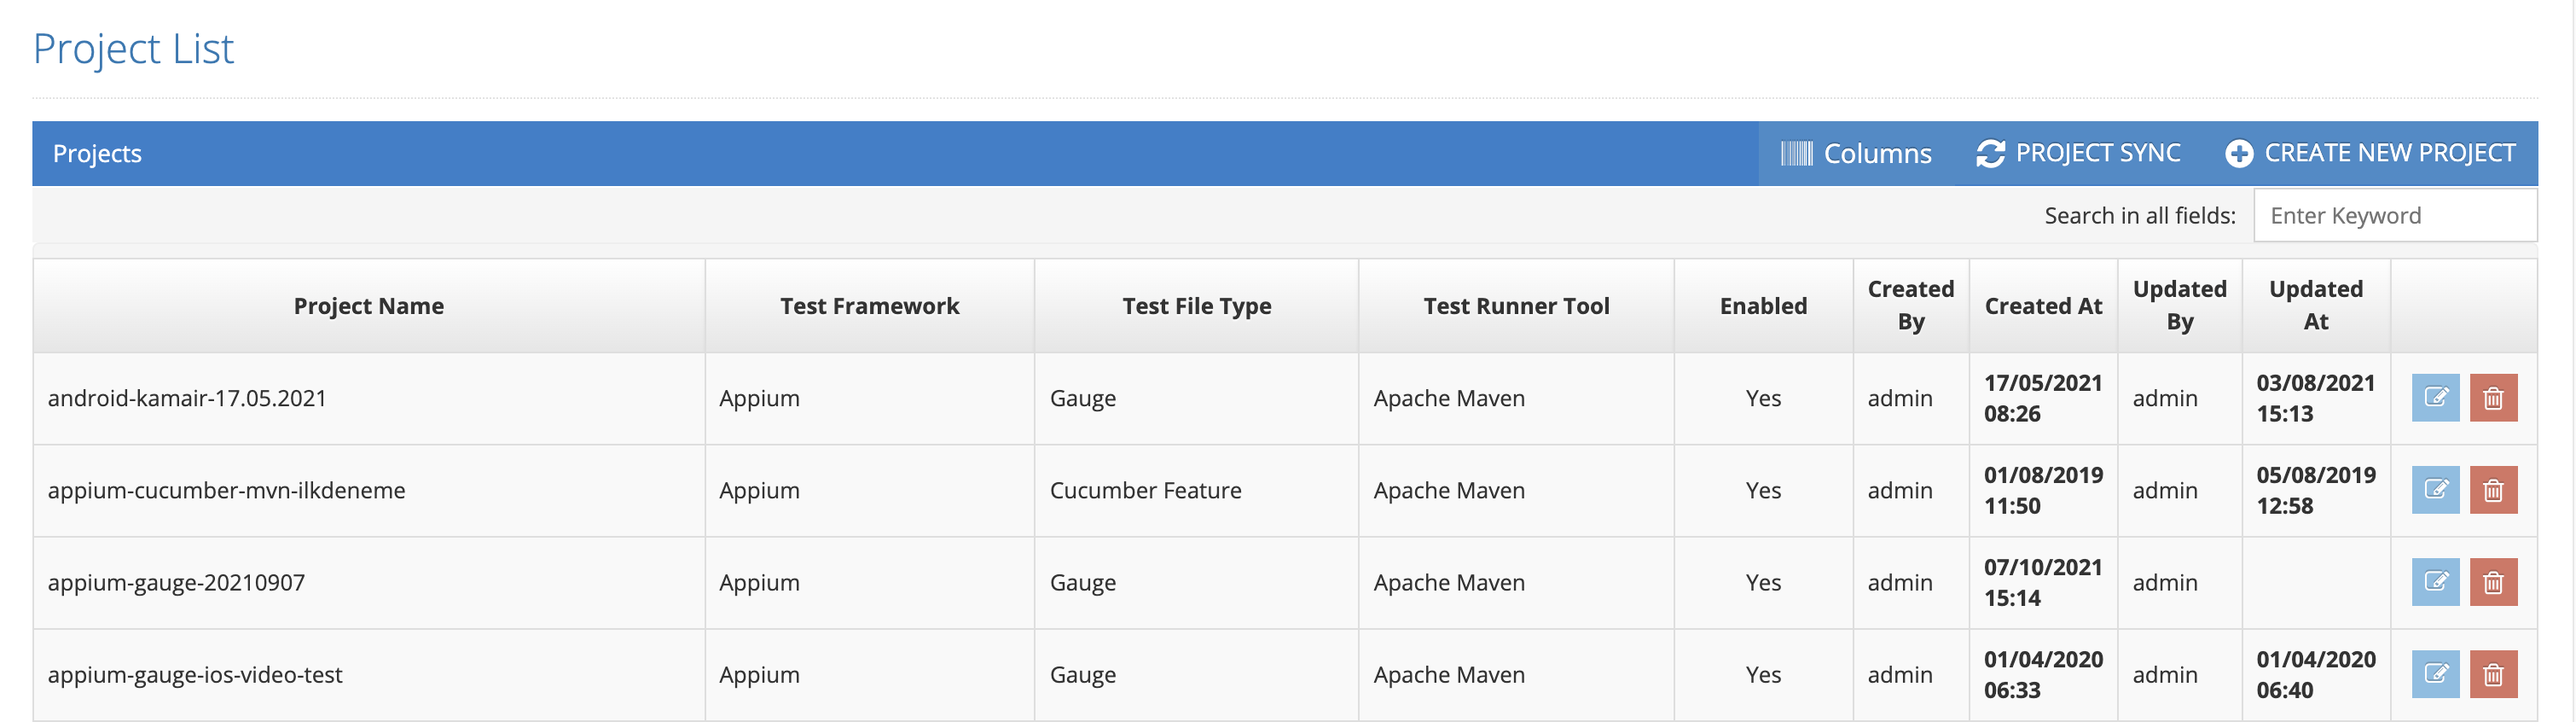 Project List
Projects
Columns
PROJECT SYNC
CREATE NEW PROJECT
Search in all fields:
Enter Keyword
Project Name
Test Framework
Test File Type
Test Runner Tool
Enabled
Created
By
Created At
Updated
By
Updated
At
android-kamair-17.05.2021
Appium
Gauge
Apache Maven
Yes
admin
17/05/2021
08:26
admin
03/08/2021
15:13
appium-cucumber-mvn-ilkdeneme
Appium
Cucumber Feature
Apache Maven
Yes
admin
01/08/2019
11:50
admin
05/08/2019
12:58
appium-gauge-20210907
Appium
Gauge
Apache Maven
Yes
admin
07/10/2021
15:14
admin
appium-gauge-ios-video-test
Appium
Gauge
Apache Maven
Yes
admin
01/04/2020
06:33
admin
01/04/2020
06:40